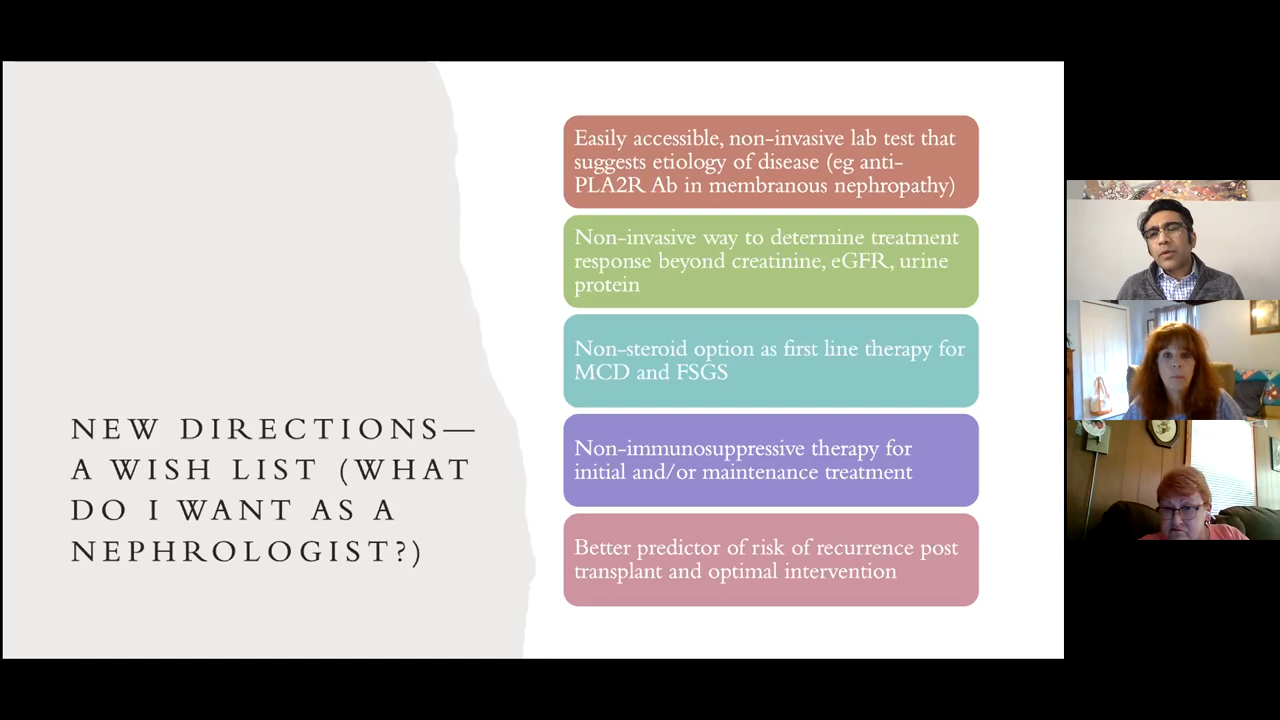 NEW DIRECTIONS—
A WISH LIST (WHAT
DO I WANT AS A
NEPHROLOGIST?)
Easily accessible, non-invasive lab test that
suggests etiology of disease (eg anti-
PLA2R Ab in membranous nephropathy)
Non-invasive way to determine treatment
response beyond creatinine, eGFR, urine
protein
Non-steroid option as first line therapy for
MCD and FSGS
Non-immunosuppressive therapy for
initial and/or maintenance treatment
Better predictor of risk of recurrence post
transplant and optimal intervention